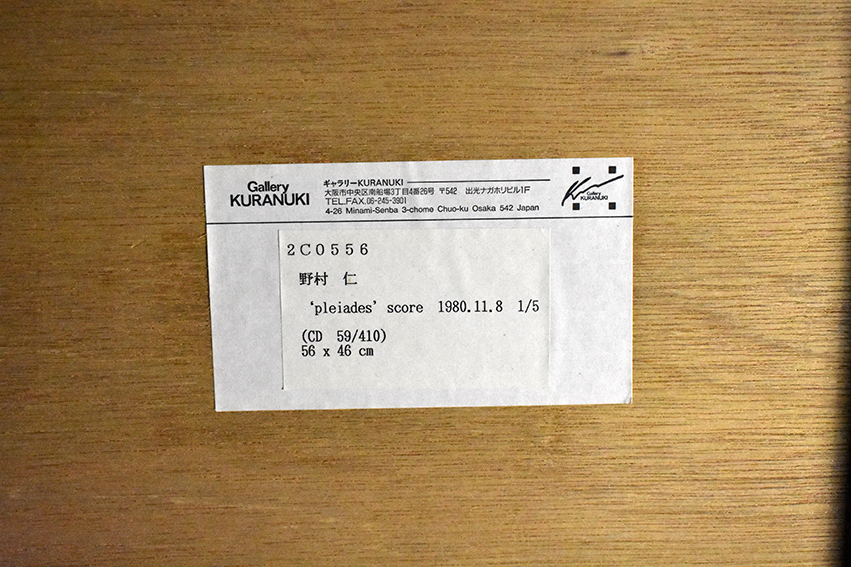 Gallery
KURANUKI
ギャラリーKURANUKI
大阪市中央区南船場3丁目4番26号 〒542 出光ナガホリビル1F
TEL.FAX.06-245-3901
4-26 Minami-Senba 3-chome Chuo-ku Osaka 542 Japan
Gallery
KURANUKI
2C0556
野村 仁
‘pleiades’ score 1980.11.8 1/5
(CD 59/410)
56 x 46 cm